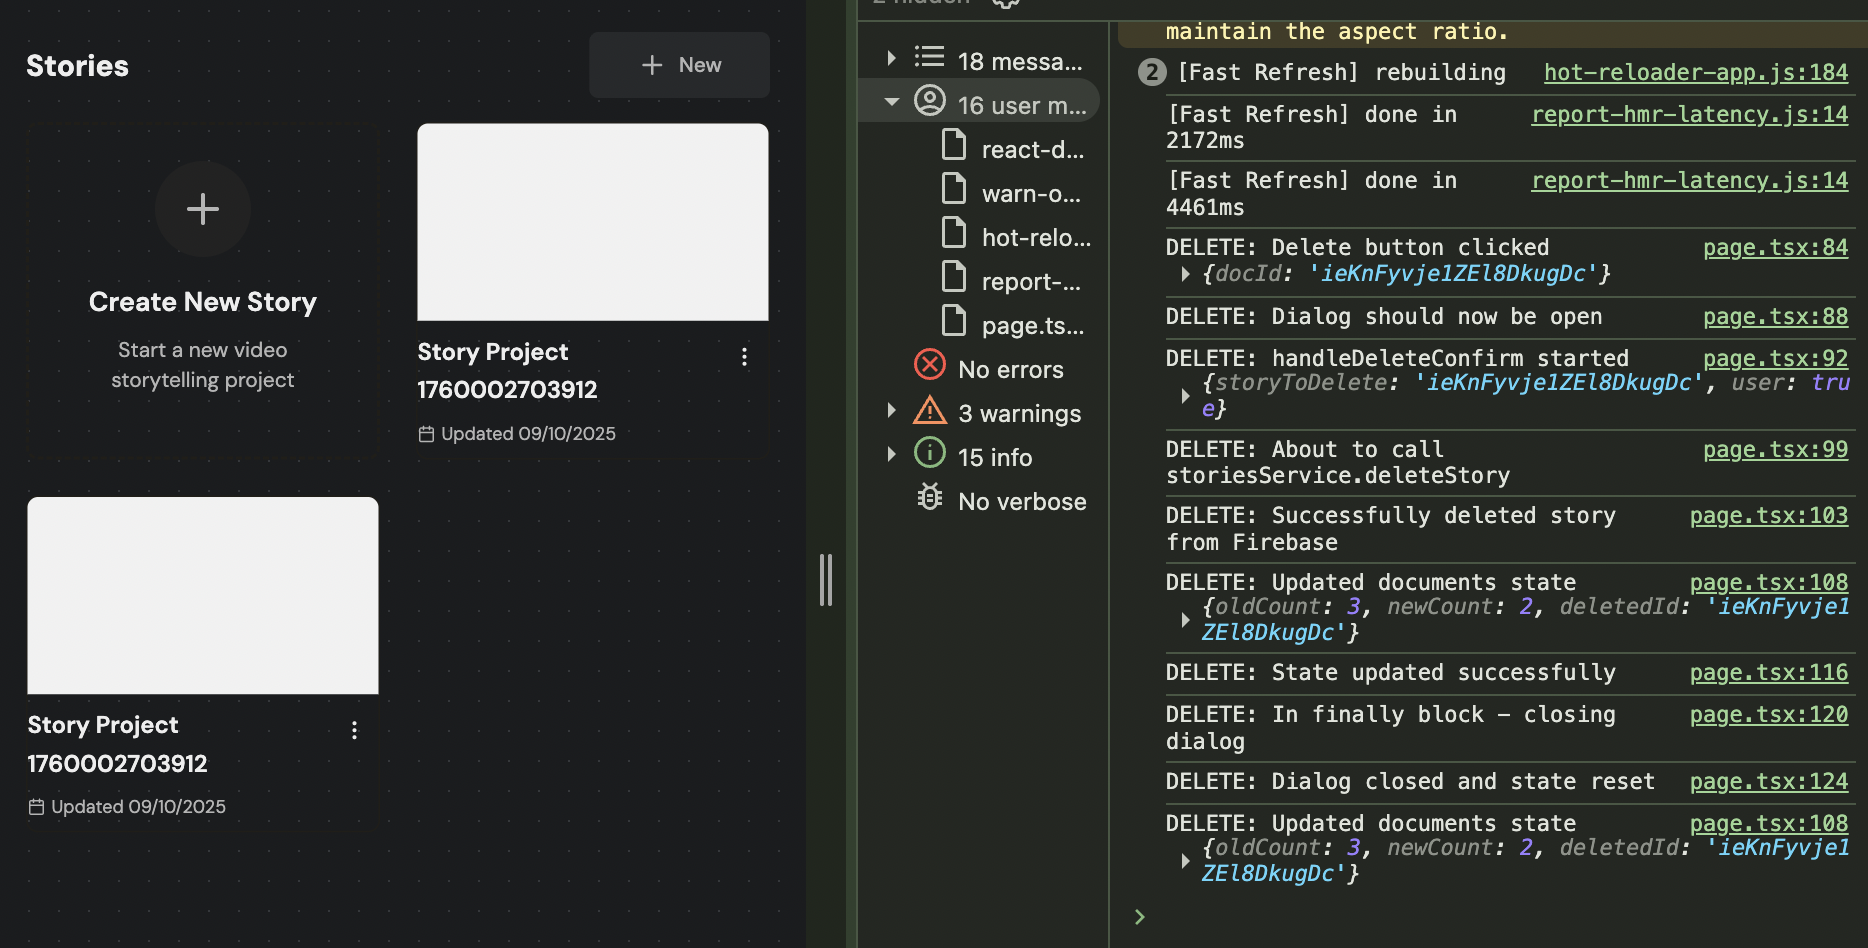 Stories
+ New
Create New Story
Start a new video
storytelling project
Story Project
1760002703912
Updated 09/10/2025
Story Project
1760002703912
Updated 09/10/2025
2 hidden
18 messa...
16 user m...
react-d...
warn-o...
hot-relo...
report-...
page.ts...
No errors
3 warnings
15 info
No verbose
maintain the aspect ratio.
2 [Fast Refresh] rebuilding hot-reloader-app.js:184
[Fast Refresh] done in report-hmr-latency.js:14
2172ms
[Fast Refresh] done in report-hmr-latency.js:14
4461ms
DELETE: Delete button clicked page.tsx:84
{docId: 'ieKnFyvje1ZEl8DkugDc'}
DELETE: Dialog should now be open page.tsx:88
DELETE: handleDeleteConfirm started page.tsx:92
{storyToDelete: 'ieKnFyvje1ZEl8DkugDc', user: tru
e}
DELETE: About to call page.tsx:99
storiesService.deleteStory
DELETE: Successfully deleted story page.tsx:103
from Firebase
DELETE: Updated documents state page.tsx:108
{oldCount: 3, newCount: 2, deletedId: 'ieKnFyvje1
ZEl8DkugDc'}
DELETE: State updated successfully page.tsx:116
DELETE: In finally block – closing page.tsx:120
dialog
DELETE: Dialog closed and state reset page.tsx:124
DELETE: Updated documents state page.tsx:108
{oldCount: 3, newCount: 2, deletedId: 'ieKnFyvje1
ZEl8DkugDc'}